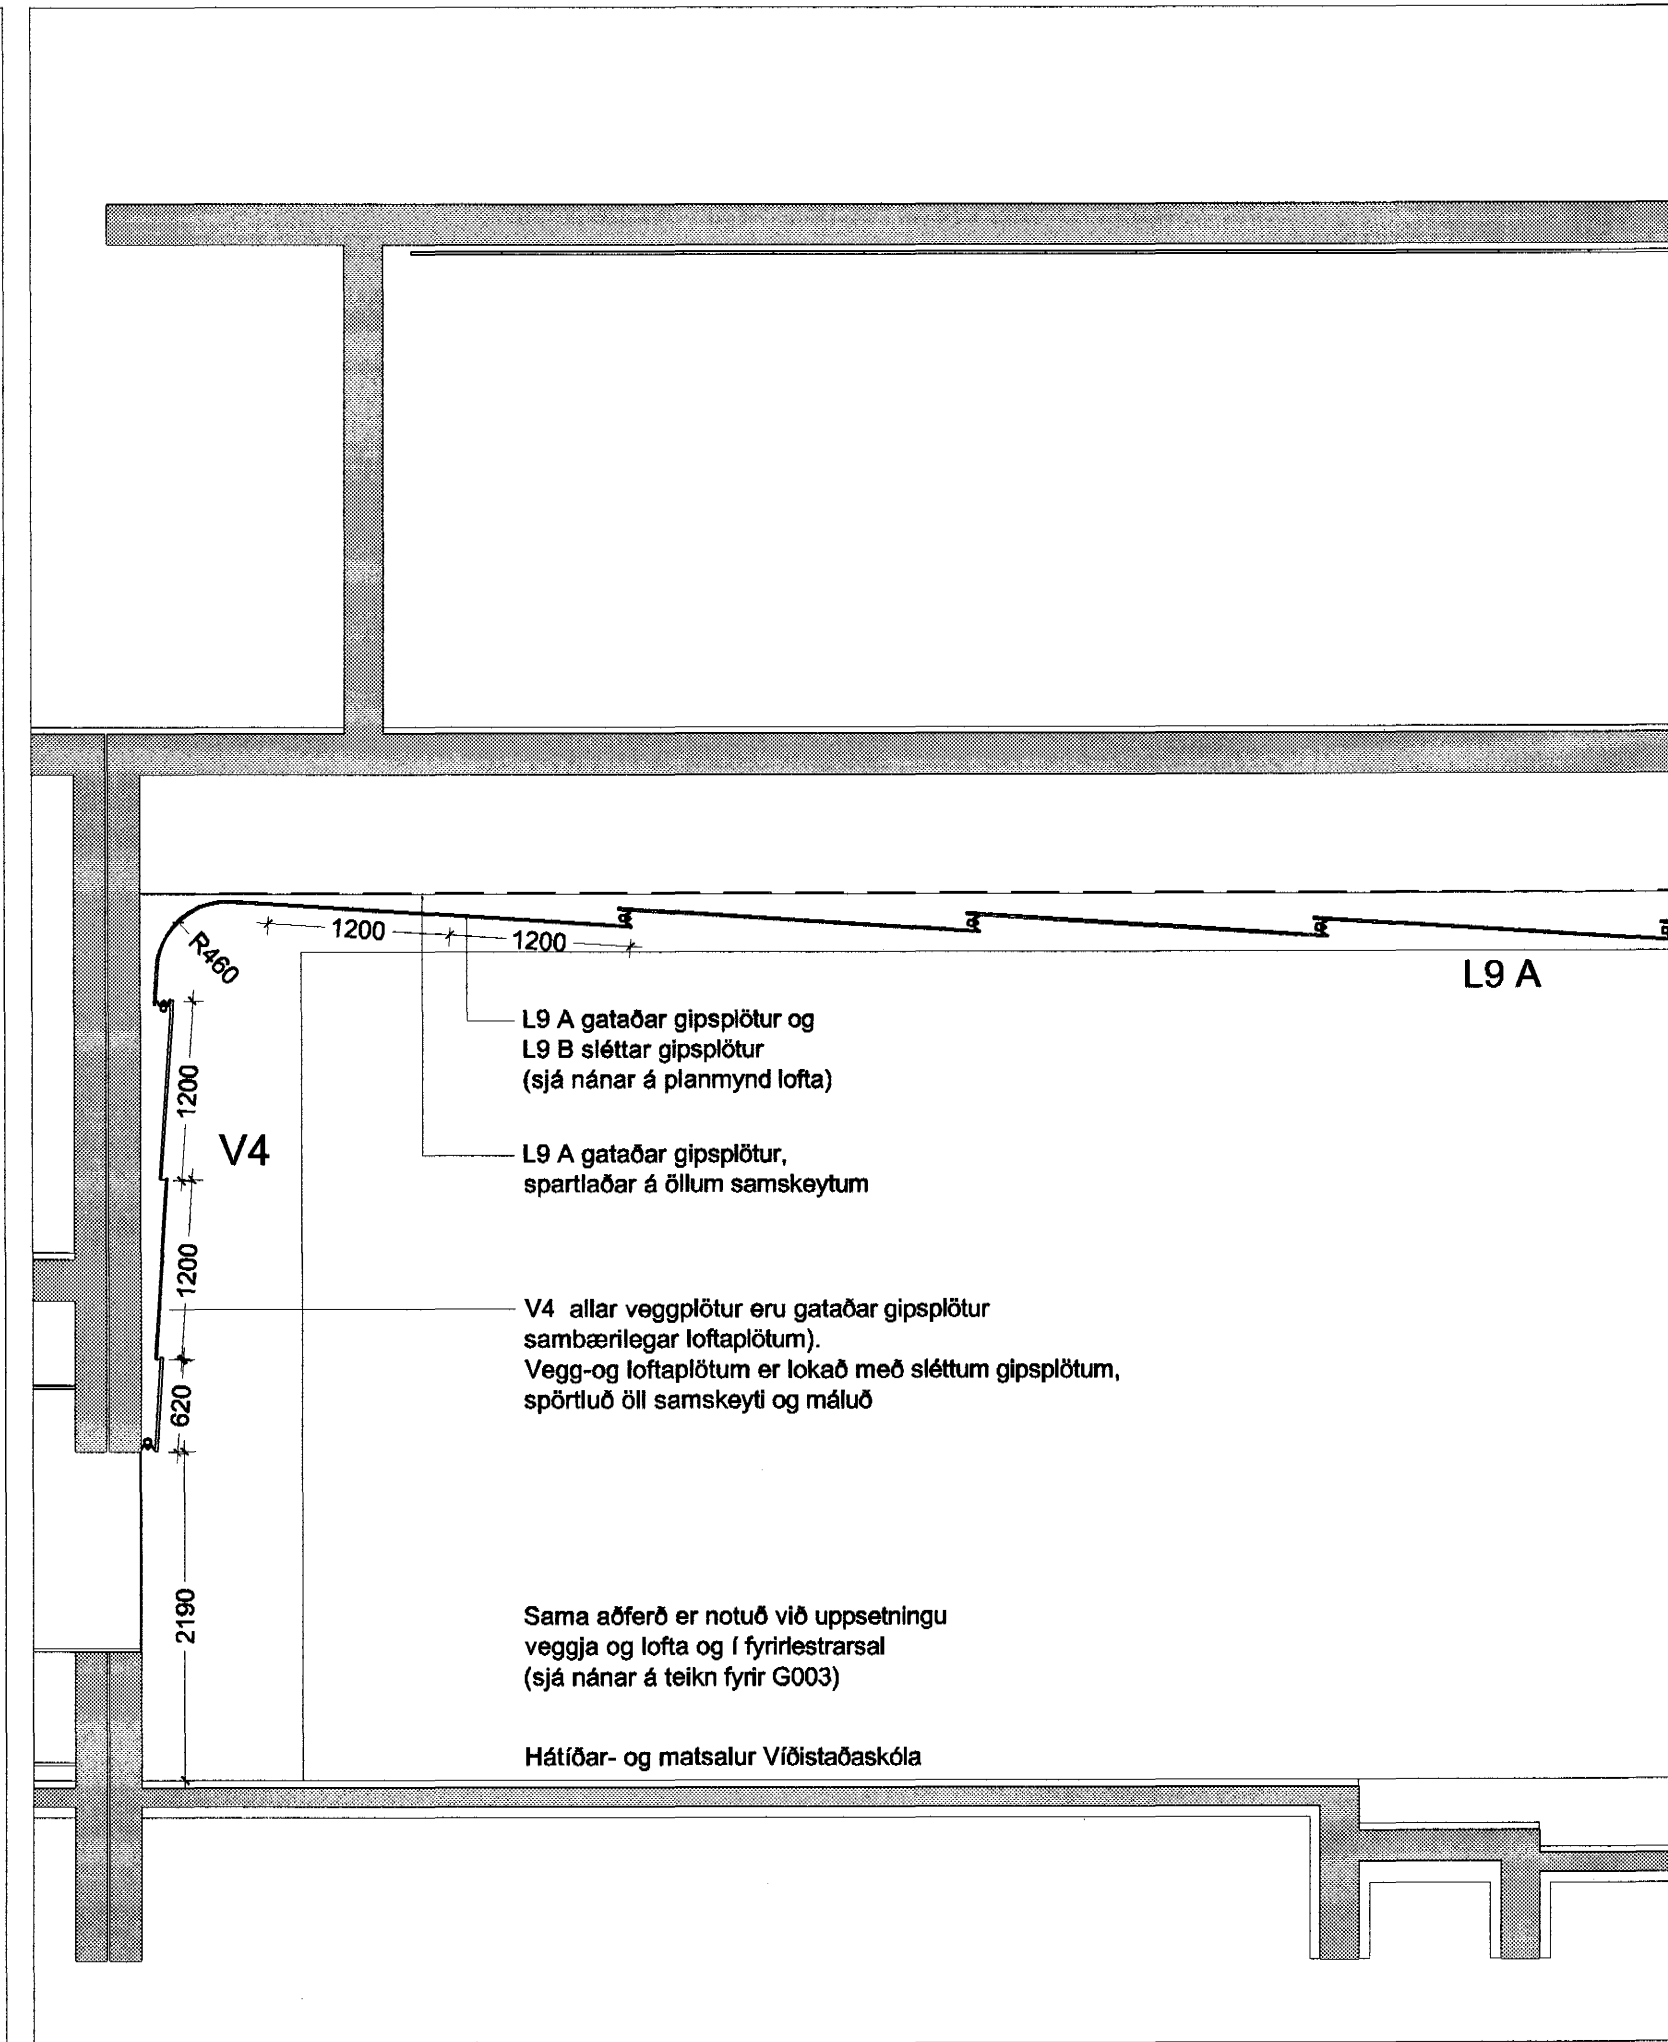 1200
1200
R460
L9 A
L9 A gataðar gipsplötur og
L9 B sléttar gipsplötur
(sjá nánar á planmynd lofta)
1200
V4
L9 A gataðar gipsplötur,
spartlaðar á öllum samskeytum
1200
V4 allar veggplötur eru gataðar gipsplötur
sambærilegar loftaplötum).
Vegg-og loftaplötum er lokað með sléttum gipsplötum,
spörtluð öll samskeyti og máluð
620
2190
Sama aðferð er notuð við uppsetningu
veggja og lofta og í fyrirlestrarsal
(sjá nánar á teikn fyrir G003)
Hátíðar- og matsalur Víðistaðaskóla